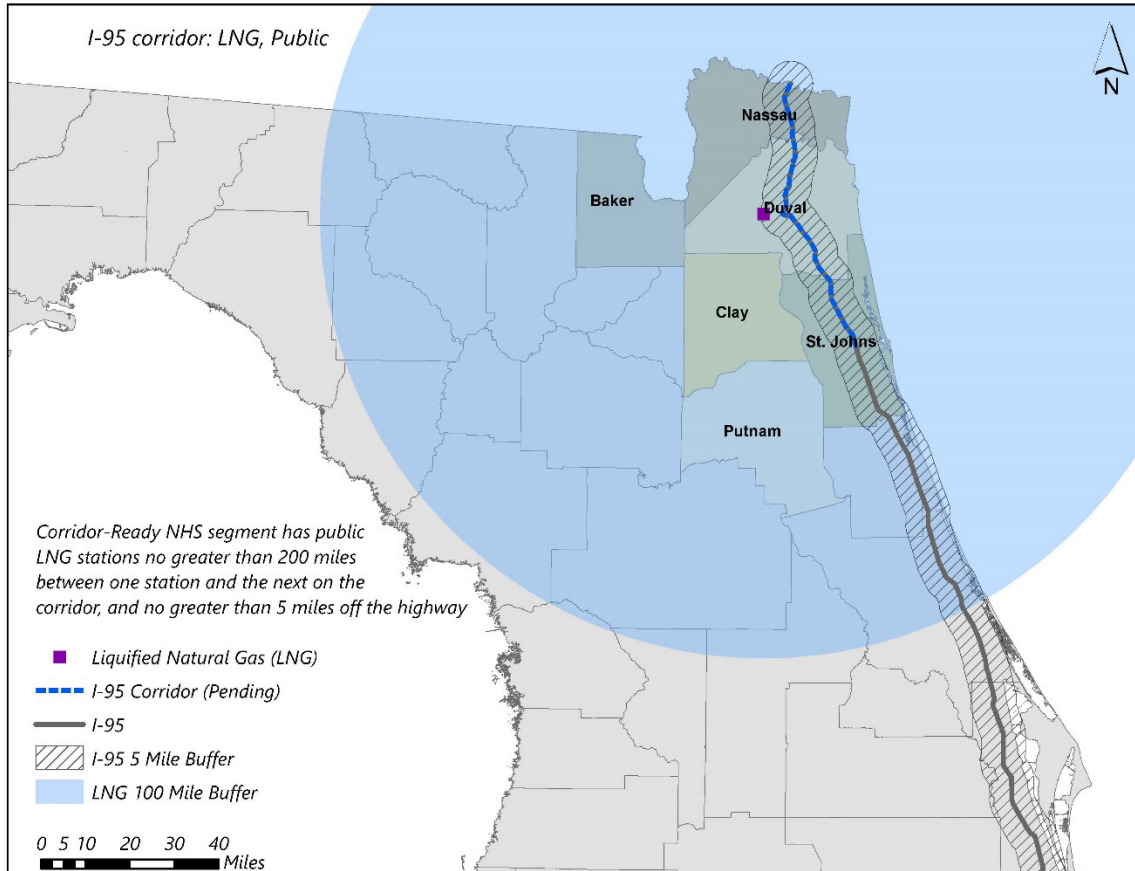 I-95 corridor: LNG, Public
N
Nassau
Baker
Duval
Clay
St. Johns
Putnam
Corridor-Ready NHS segment has public
LNG stations no greater than 200 miles
between one station and the next on the
corridor, and no greater than 5 miles off the highway
Liquified Natural Gas (LNG)
I-95 Corridor (Pending)
I-95
I-95 5 Mile Buffer
LNG 100 Mile Buffer
0 5 10 20 30 40
Miles